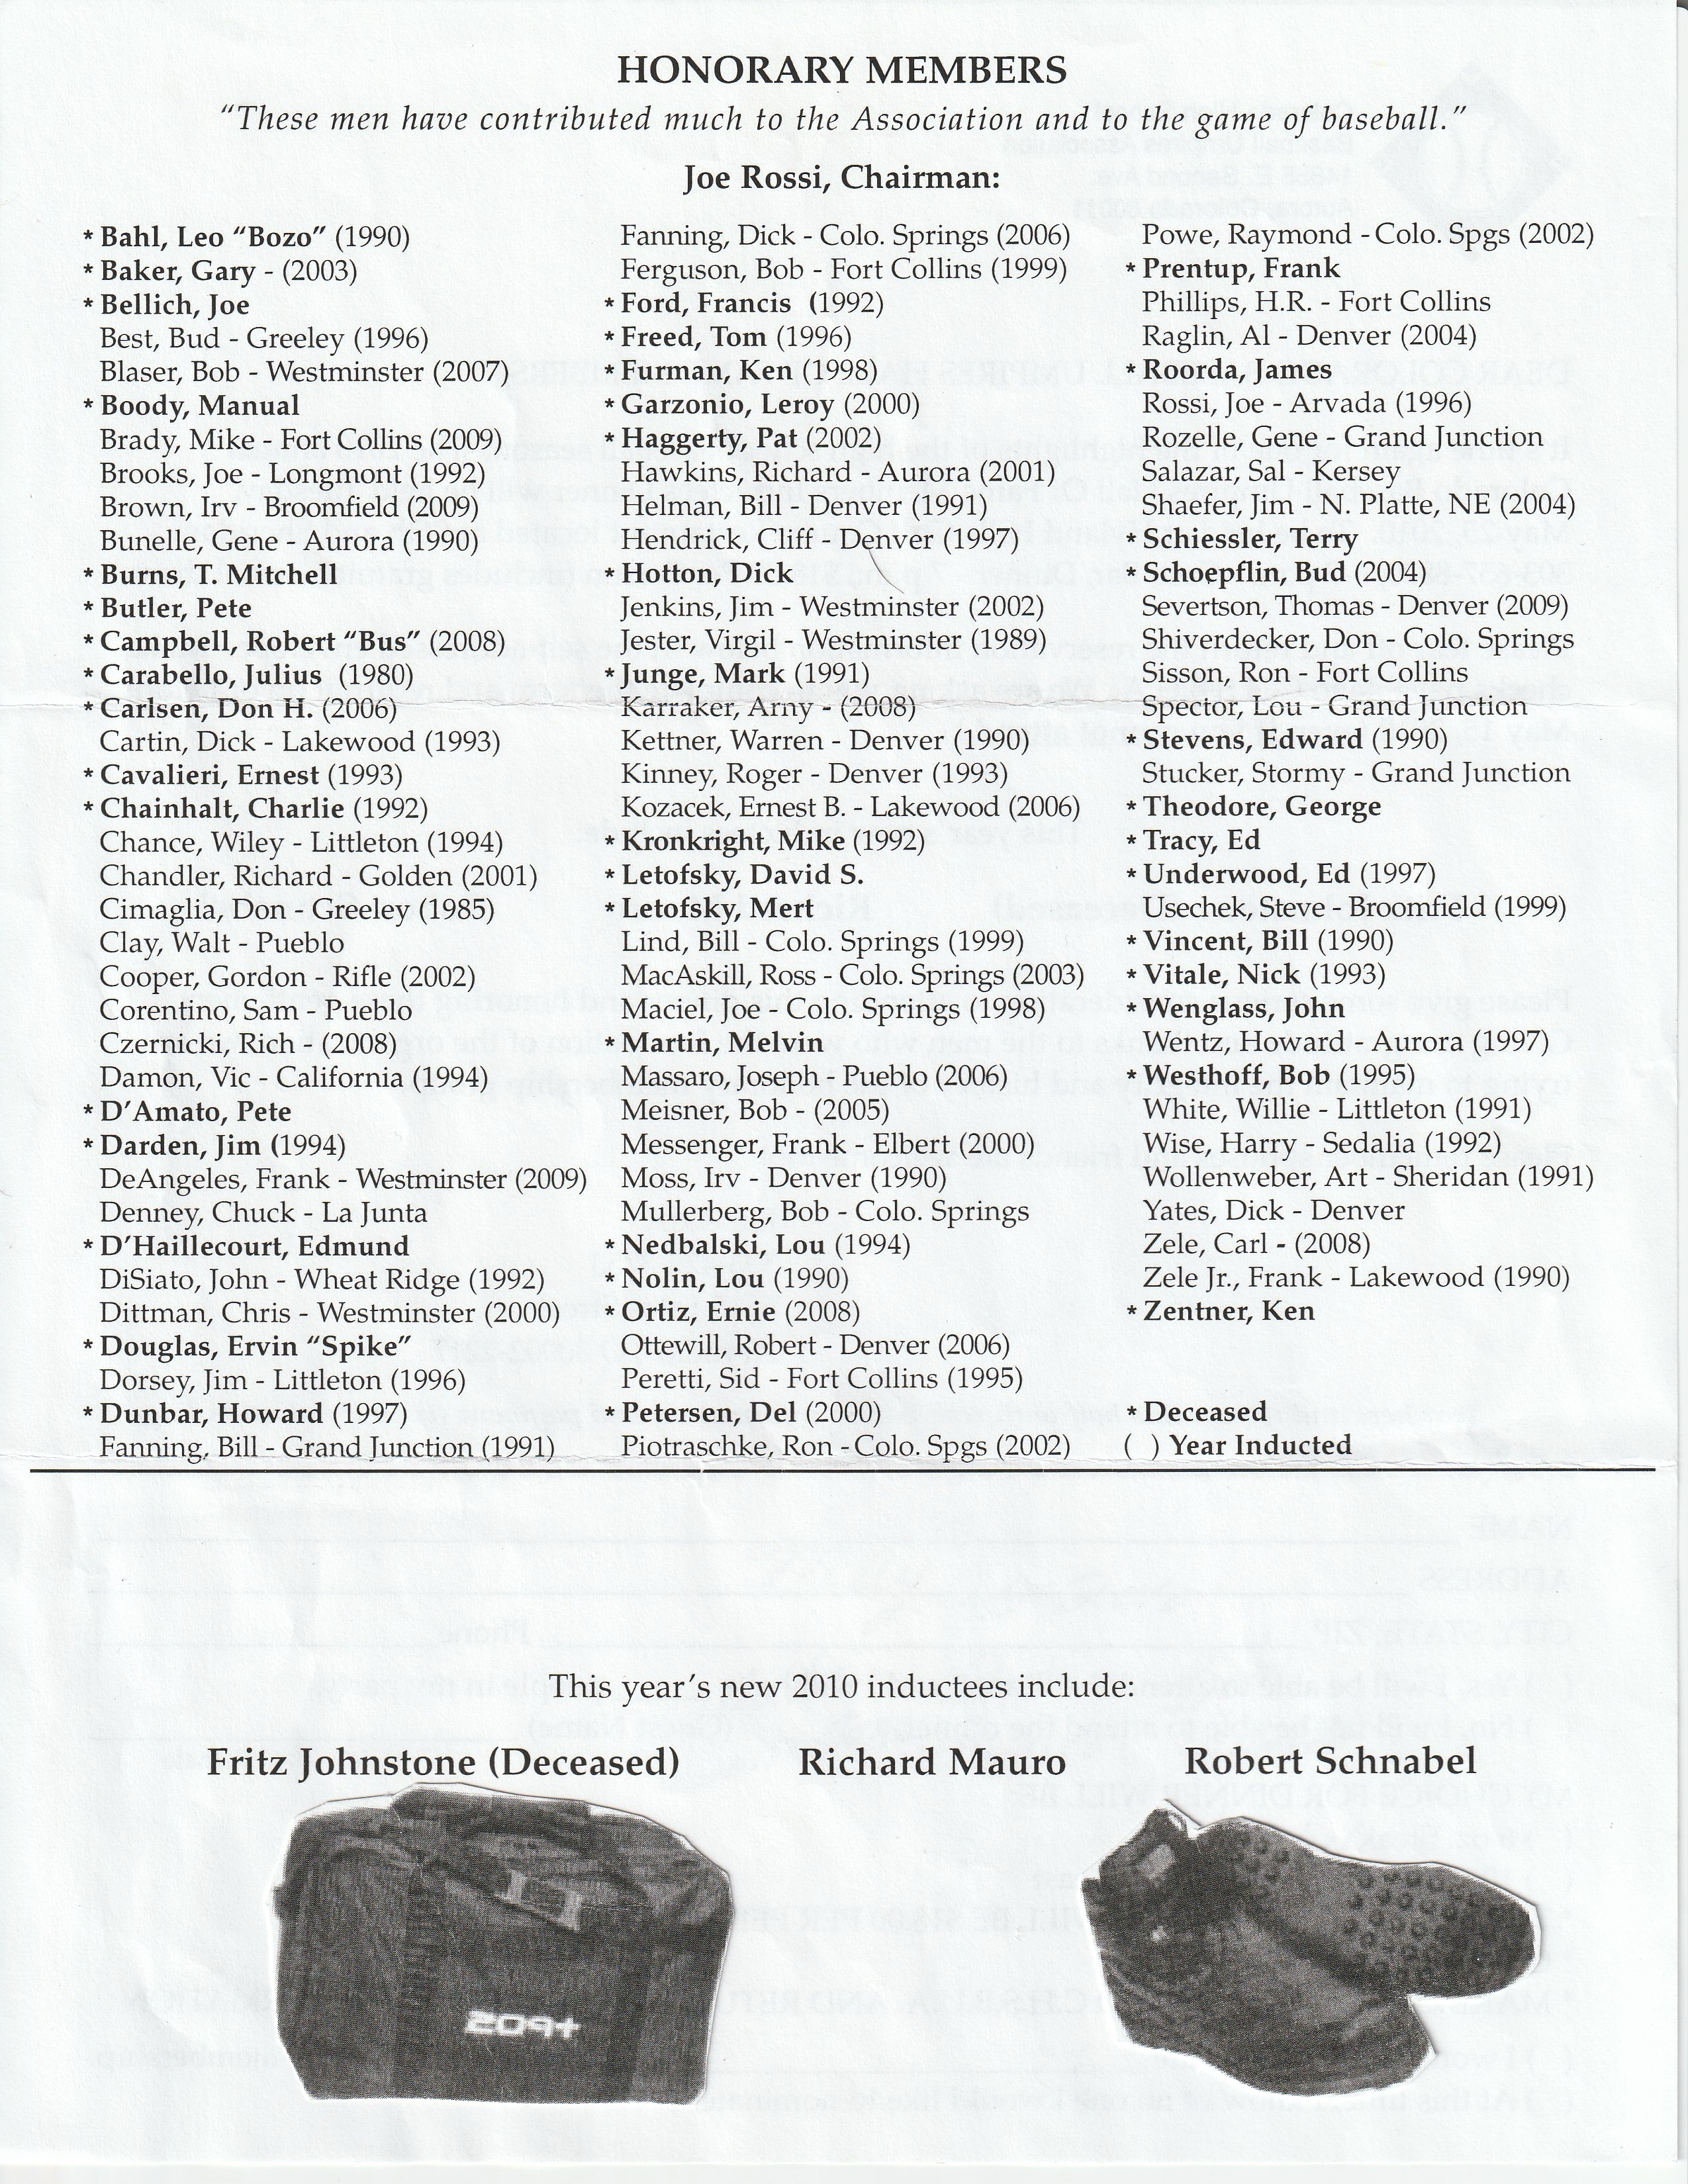 HONORARY MEMBERS
“These men have contributed much to the Association and to the game of baseball.”
Joe Rossi, Chairman:
* Bahl, Leo “Bozo” (1990)
* Baker, Gary - (2003)
* Bellich, Joe
Best, Bud - Greeley (1996)
Blaser, Bob - Westminster (2007)
* Boody, Manual
Brady, Mike - Fort Collins (2009)
Brooks, Joe - Longmont (1992)
Brown, Irv - Broomfield (2009)
Bunelle, Gene - Aurora (1990)
* Burns, T. Mitchell
* Butler, Pete
* Campbell, Robert “Bus” (2008)
* Carabello, Julius (1980)
* Carlsen, Don H. (2006)
Cartin, Dick - Lakewood (1993)
* Cavalieri, Ernest (1993)
* Chainhalt, Charlie (1992)
Chance, Wiley - Littleton (1994)
Chandler, Richard - Golden (2001)
Cimaglia, Don - Greeley (1985)
Clay, Walt - Pueblo
Cooper, Gordon - Rifle (2002)
Corentino, Sam - Pueblo
Czernicki, Rich - (2008)
Damon, Vic - California (1994)
* D’Amato, Pete
* Darden, Jim (1994)
DeAngeles, Frank - Westminster (2009)
Denney, Chuck - La Junta
* D’Haillecourt, Edmund
DiSiato, John - Wheat Ridge (1992)
Dittman, Chris - Westminster (2000)
* Douglas, Ervin “Spike”
Dorsey, Jim - Littleton (1996)
* Dunbar, Howard (1997)
Fanning, Bill - Grand Junction (1991)
Fanning, Dick - Colo. Springs (2006)
Ferguson, Bob - Fort Collins (1999)
* Ford, Francis (1992)
* Freed, Tom (1996)
* Furman, Ken (1998)
* Garzonio, Leroy (2000)
* Haggerty, Pat (2002)
Hawkins, Richard - Aurora (2001)
Helman, Bill - Denver (1991)
Hendrick, Cliff - Denver (1997)
* Hotton, Dick
Jenkins, Jim - Westminster (2002)
Jester, Virgil - Westminster (1989)
* Junge, Mark (1991)
Karraker, Arny - (2008)
Kettner, Warren - Denver (1990)
Kinney, Roger - Denver (1993)
Kozacek, Ernest B. - Lakewood (2006)
* Kronkright, Mike (1992)
* Letofsky, David S.
* Letofsky, Mert
Lind, Bill - Colo. Springs (1999)
MacAskill, Ross - Colo. Springs (2003)
Maciel, Joe - Colo. Springs (1998)
* Martin, Melvin
Massaro, Joseph - Pueblo (2006)
Meisner, Bob - (2005)
Messenger, Frank - Elbert (2000)
Moss, Irv - Denver (1990)
Mullerberg, Bob - Colo. Springs
* Nedbalski, Lou (1994)
* Nolin, Lou (1990)
* Ortiz, Ernie (2008)
Ottewill, Robert - Denver (2006)
Peretti, Sid - Fort Collins (1995)
* Petersen, Del (2000)
Piotraschke, Ron - Colo. Spgs (2002)
Powe, Raymond - Colo. Spgs (2002)
* Prentup, Frank
Phillips, H.R. - Fort Collins
Raglin, Al - Denver (2004)
* Roorda, James
Rossi, Joe - Arvada (1996)
Rozelle, Gene - Grand Junction
Salazar, Sal - Kersey
Shaefer, Jim - N. Platte, NE (2004)
* Schiessler, Terry
* Schoepflin, Bud (2004)
Severtson, Thomas - Denver (2009)
Shiverdecker, Don - Colo. Springs
Sisson, Ron - Fort Collins
Spector, Lou - Grand Junction
* Stevens, Edward (1990)
Stucker, Stormy - Grand Junction
* Theodore, George
* Tracy, Ed
* Underwood, Ed (1997)
Usechek, Steve - Broomfield (1999)
* Vincent, Bill (1990)
* Vitale, Nick (1993)
* Wenglass, John
Wentz, Howard - Aurora (1997)
* Westhoff, Bob (1995)
White, Willie - Littleton (1991)
Wise, Harry - Sedalia (1992)
Wollenweber, Art - Sheridan (1991)
Yates, Dick - Denver
Zele, Carl - (2008)
Zele Jr., Frank - Lakewood (1990)
* Zentner, Ken
* Deceased
( ) Year Inducted
This year’s new 2010 inductees include:
Fritz Johnstone (Deceased) Richard Mauro Robert Schnabel